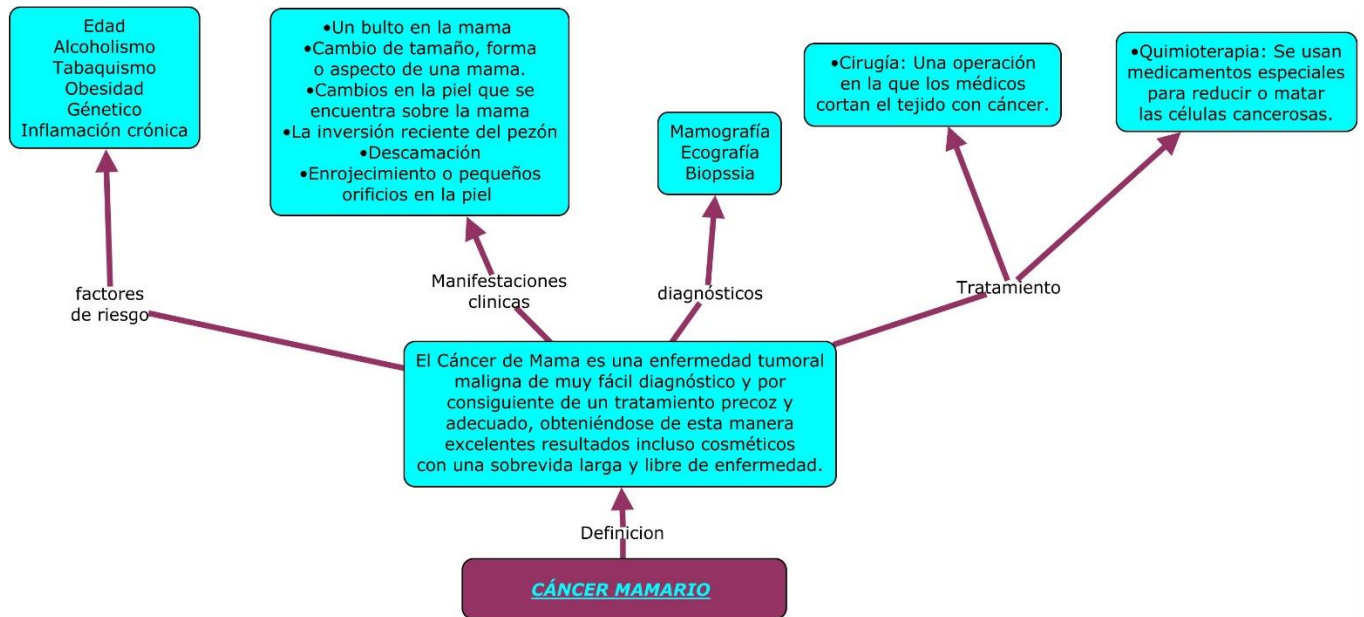 Edad
Alcoholismo
Tabaquismo
Obesidad
Génetico
Inflamación crónica
•Un bulto en la mama
•Cambio de tamaño, forma
o aspecto de una mama.
•Cambios en la piel que se
encuentra sobre la mama
•La inversión reciente del pezón
•Descamación
•Enrojecimiento o pequeños
orificios en la piel
Mamografía
Ecografía
Biopssia
•Cirugía: Una operación
en la que los médicos
cortan el tejido con cáncer.
•Quimioterapia: Se usan
medicamentos especiales
para reducir o matar
las células cancerosas.
factores
de riesgo
Manifestaciones
clinicas
diagnósticos
Tratamiento
El Cáncer de Mama es una enfermedad tumoral
maligna de muy fácil diagnóstico y por
consiguiente de un tratamiento precoz y
adecuado, obteniéndose de esta manera
excelentes resultados incluso cosméticos
con una sobrevida larga y libre de enfermedad.
Definicion
CÁNCER MAMARIO